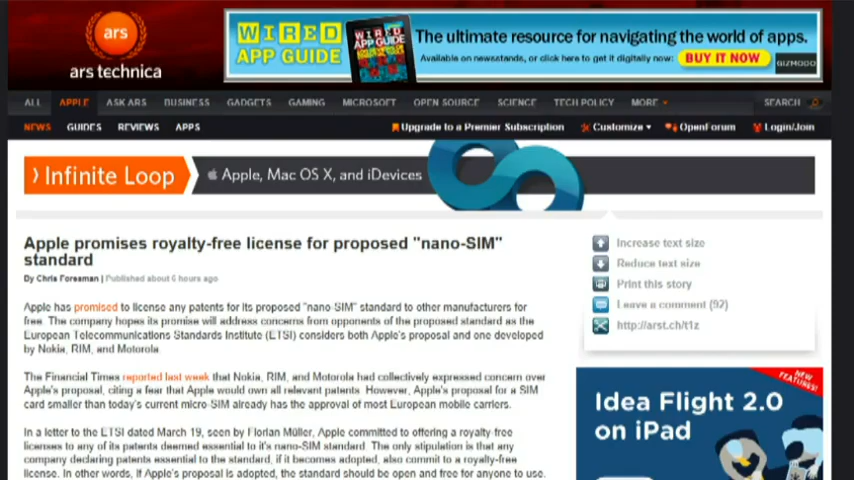 ars
ars technica
WIRED
APP GUIDE
WIRED
APP GUIDE
The ultimate resource for navigating the world of apps.
Available on newsstands, or click here to get it digitally now:
BUY IT NOW
GIZMODO
ALL APPLE ASK ARS BUSINESS GADGETS GAMING MICROSOFT OPEN SOURCE SCIENCE TECH POLICY MORE SEARCH
NEWS GUIDES REVIEWS APPS Upgrade to a Premier Subscription Customize OpenForum Login/Join
Infinite Loop
Apple, Mac OS X, and iDevices
Apple promises royalty-free license for proposed "nano-SIM"
standard
By Chris Foresman | Published about 6 hours ago
Apple has promised to license any patents for its proposed "nano-SIM" standard to other manufacturers for
free. The company hopes its promise will address concerns from opponents of the proposed standard as the
European Telecommunications Standards Institute (ETSI) considers both Apple's proposal and one developed
by Nokia, RIM, and Motorola.
The Financial Times reported last week that Nokia, RIM, and Motorola had collectively expressed concern over
Apple's proposal, citing a fear that Apple would own all relevant patents. However, Apple's proposal for a SIM
card smaller than today's current micro-SIM already has the approval of most European mobile carriers.
In a letter to the ETSI dated March 19, seen by Florian Müller, Apple committed to offering a royalty-free
licenses to any of its patents deemed essential to it's nano-SIM standard. The only stipulation is that any
company declaring patents essential to the standard, if it becomes adopted, also commit to a royalty-free
license. In other words, if Apple's proposal is adopted, the standard should be open and free for anyone to use.
Increase text size
Reduce text size
Print this story
Leave a comment (92)
http://arst.ch/t1z
NEW
FEATURES!
Idea Flight 2.0
on iPad